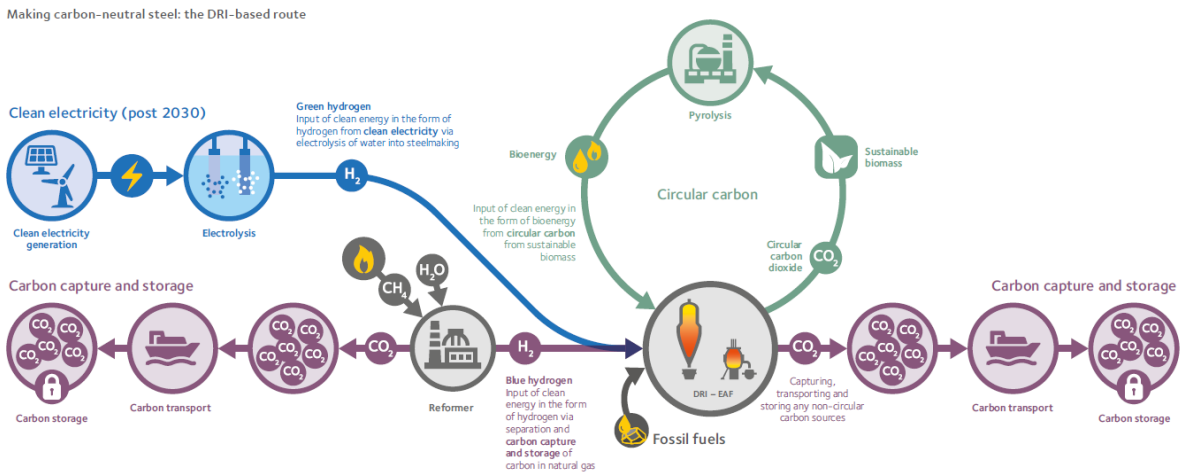 Making carbon-neutral steel: the DRI-based route
Clean electricity (post 2030)
Clean electricity
generation
Electrolysis
Green hydrogen
Input of clean energy in the form of
hydrogen from clean electricity via
electrolysis of water into steelmaking
H₂
Pyrolysis
Bioenergy
Sustainable
biomass
Circular carbon
Input of clean energy in
the form of bioenergy
from circular carbon
from sustainable
biomass
Circular
carbon
dioxide
CO₂
Carbon capture and storage
CO₂
CO₂
CO₂
CO₂
CO₂
CO₂
Carbon storage
Carbon transport
CO₂
CO₂
CO₂
CO₂
CO₂
CO₂
CO₂
CO₂
CH₄
H₂O
Reformer
H₂
Blue hydrogen
Input of clean
energy in the form
of hydrogen via
separation and
carbon capture
and storage of
carbon in natural gas
DRI – EAF
Fossil fuels
CO₂
Capturing,
transporting and
storing any non-circular
carbon sources
Carbon capture and storage
CO₂
CO₂
CO₂
CO₂
CO₂
CO₂
CO₂
Carbon transport
CO₂
CO₂
CO₂
CO₂
CO₂
CO₂
Carbon storage